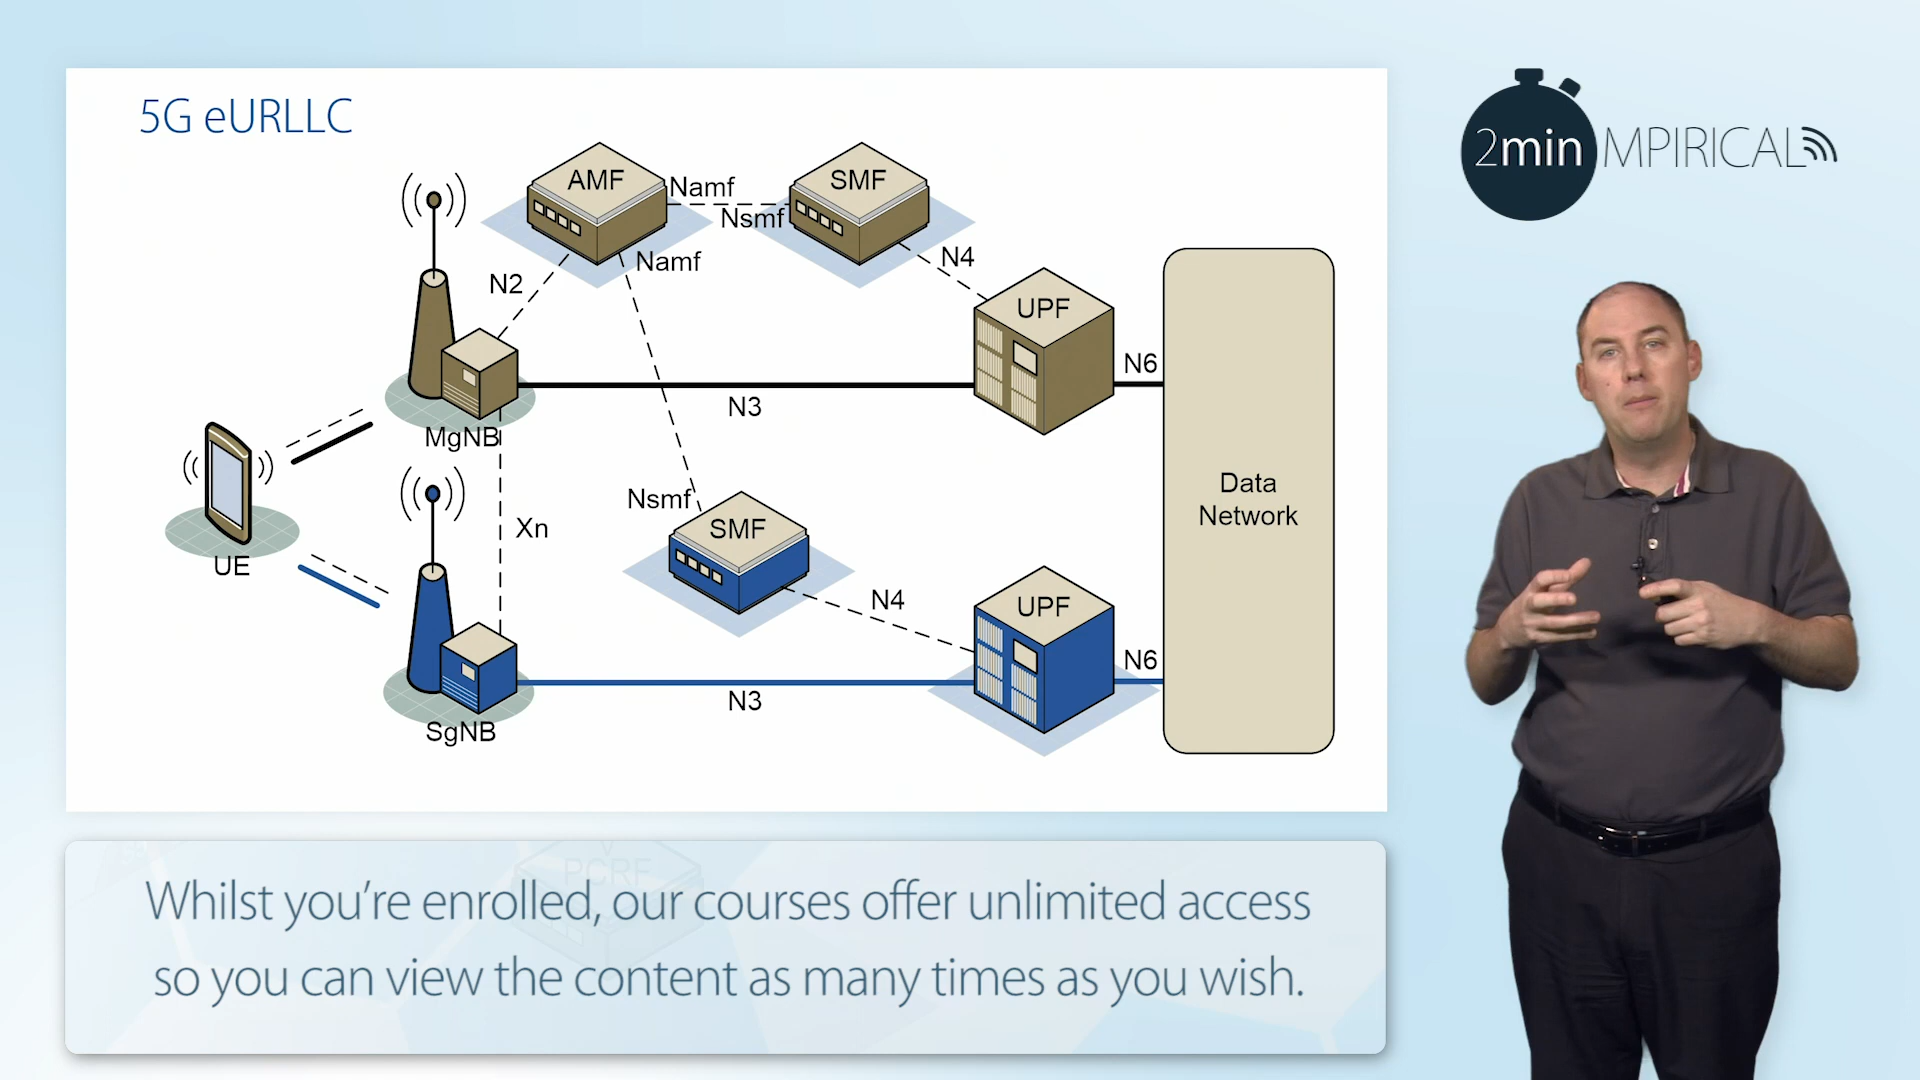 5G eURLLC
2min MPIRICAL
AMF
Namf
SMF
Nsmf
Namf
N4
N2
UPF
N6
N3
MgNB
Data
Network
Nsmf
SMF
Xn
UE
N4
UPF
N6
N3
SgNB
PCRF
Whilst you’re enrolled, our courses offer unlimited access
so you can view the content as many times as you wish.